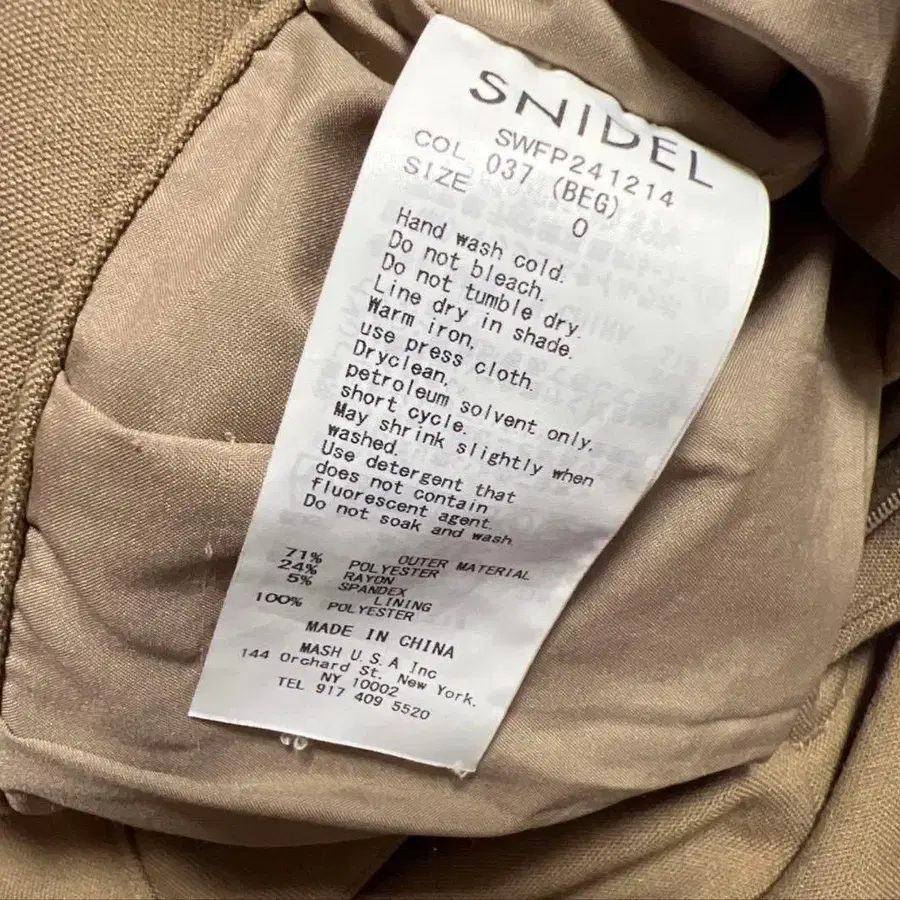 SNIDEL
SWFP241214
COL 037 (BEG)
SIZE 0
Hand wash cold.
Do not bleach.
Do not tumble dry.
Line dry in shade.
Warm iron,
use press cloth.
Dryclean,
petroleum solvent only,
short cycle.
May shrink slightly when
washed.
Use detergent that
does not contain
fluorescent agent.
Do not soak and wash.
OUTER MATERIAL
71% POLYESTER
24% RAYON
5% SPANDEX
LINING
100% POLYESTER
MADE IN CHINA
MASH U.S.A Inc
144 Orchard St. New York.
NY 10002
TEL 917 409 5520